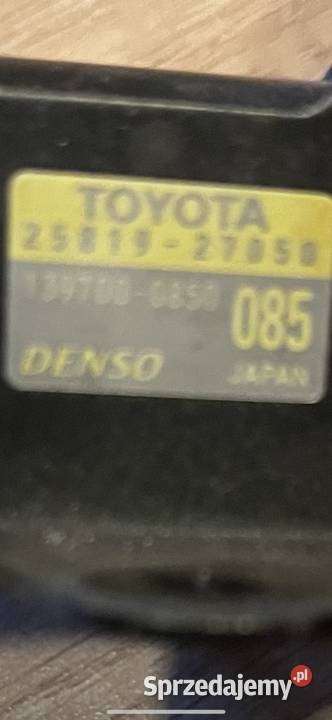 TOYOTA
25819-27050
139700-0850
085
DENSO
JAPAN
Sprzedajemy.pl